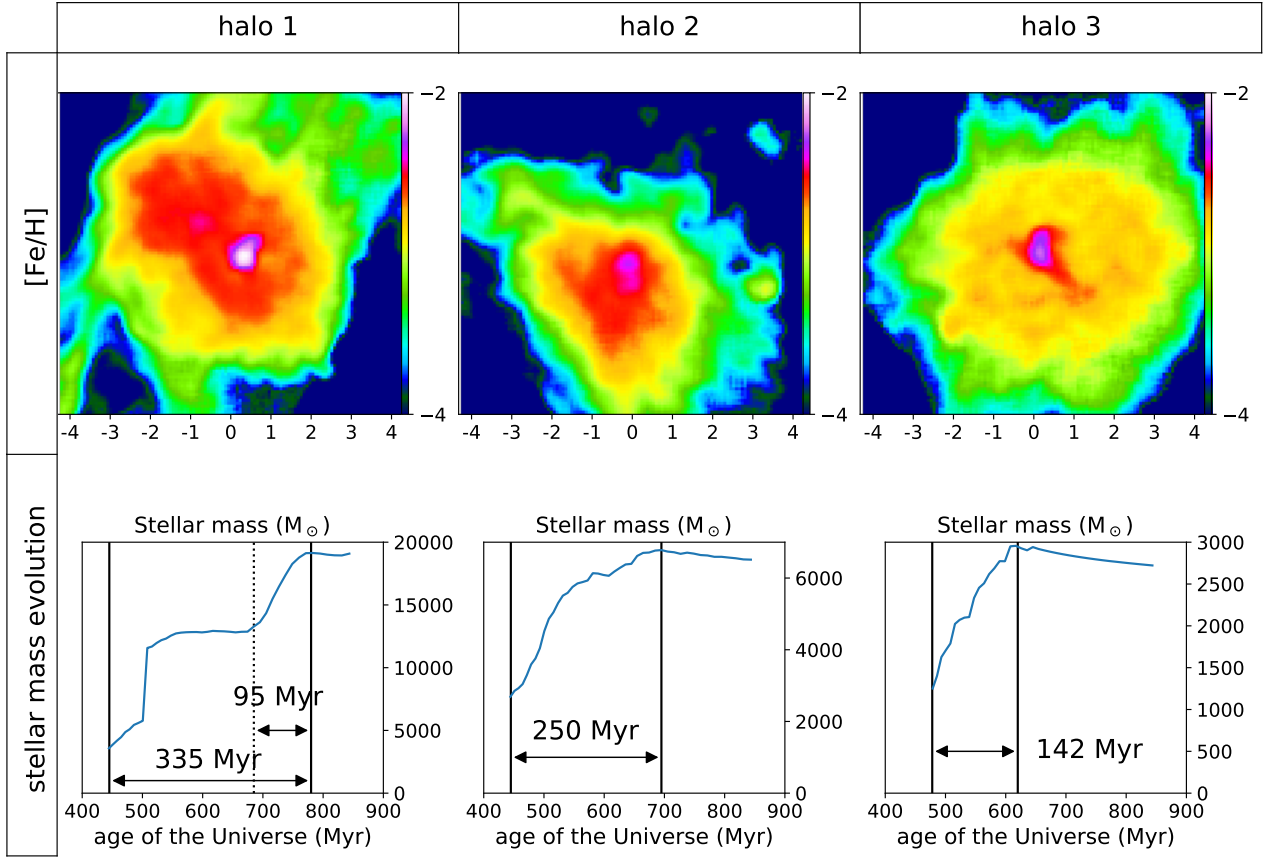 halo 1 halo 2 halo 3
[Fe/H]
−2 −2 −2
−4 −4 −4
-4 -3 -2 -1 0 1 2 3 4 -4 -3 -2 -1 0 1 2 3 4 -4 -3 -2 -1 0 1 2 3 4
stellar mass evolution
Stellar mass (M⊙)
20000
15000
10000
5000
0
95 Myr
335 Myr
400 500 600 700 800 900
age of the Universe (Myr)
Stellar mass (M⊙)
6000
4000
2000
0
250 Myr
400 500 600 700 800 900
age of the Universe (Myr)
Stellar mass (M⊙)
3000
2500
2000
1500
1000
500
0
142 Myr
400 500 600 700 800 900
age of the Universe (Myr)